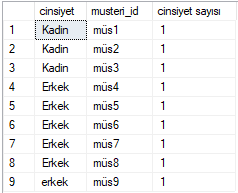 cinsiyet musteri_id cinsiyet sayısı
1 Kadin müs1 1
2 Kadin müs2 1
3 Kadin müs3 1
4 Erkek müs4 1
5 Erkek müs5 1
6 Erkek müs6 1
7 Erkek müs7 1
8 Erkek müs8 1
9 erkek müs9 1